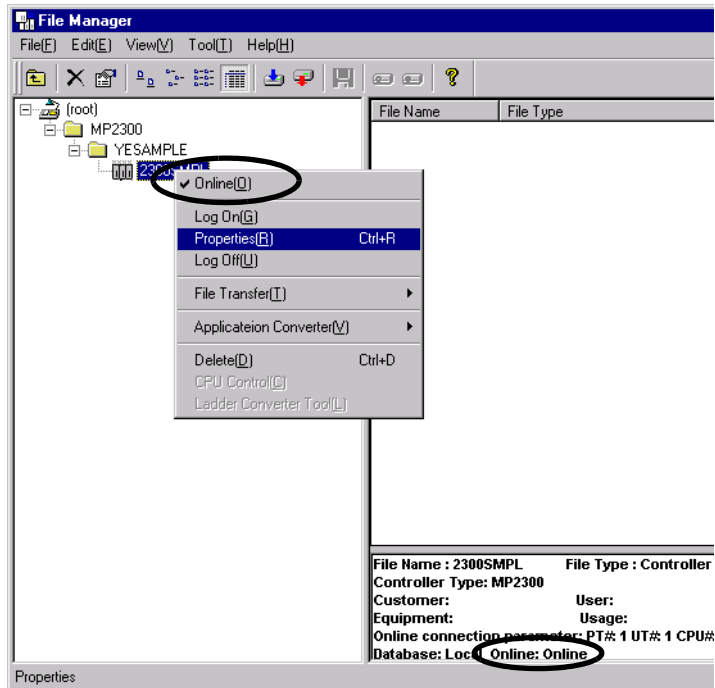 File Manager
File(F) Edit(E) View(V) Tool(T) Help(H)
(root)
MP2300
YESAMPLE
2300SMPL
Online(O)
Log On(G)
Properties(R) Ctrl+R
Log Off(U)
File Transfer(T)
Applicateion Converter(V)
Delete(D) Ctrl+D
CPU Control(C)
Ladder Converter Tool(L)
File Name File Type
File Name : 2300SMPL File Type : Controller
Controller Type: MP2300
Customer: User:
Equipment: Usage:
Online connection parameter: PT#: 1 UT#: 1 CPU#
Database: Local Online: Online
Properties